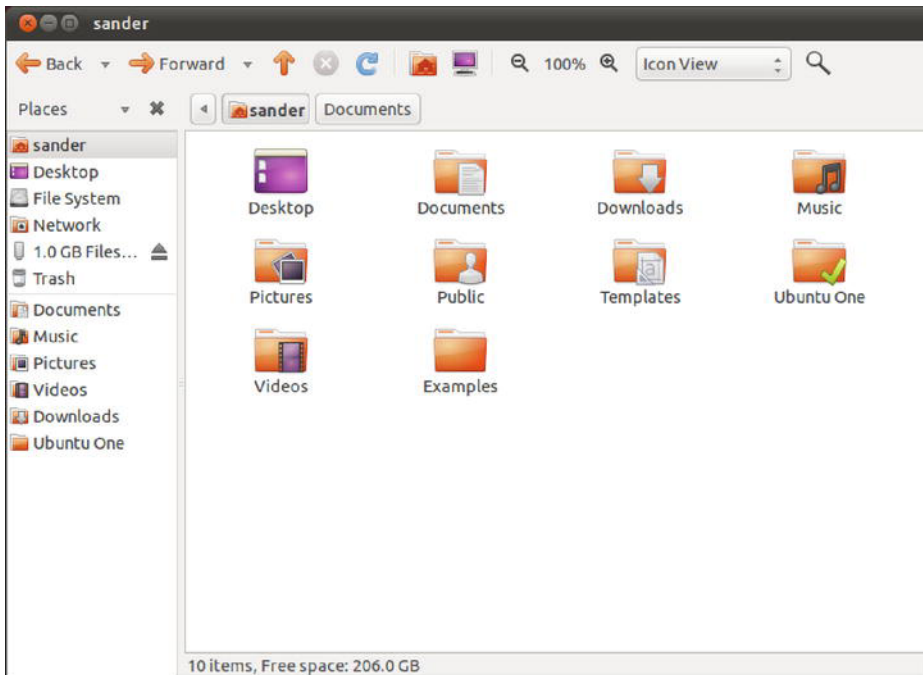 sander
Back Forward 100% Icon View
Places
sander Documents
sander
Desktop
File System
Network
1.0 GB Files...
Trash
Documents
Music
Pictures
Videos
Downloads
Ubuntu One
Desktop Documents Downloads Music
Pictures Public Templates Ubuntu One
Videos Examples
10 items, Free space: 206.0 GB